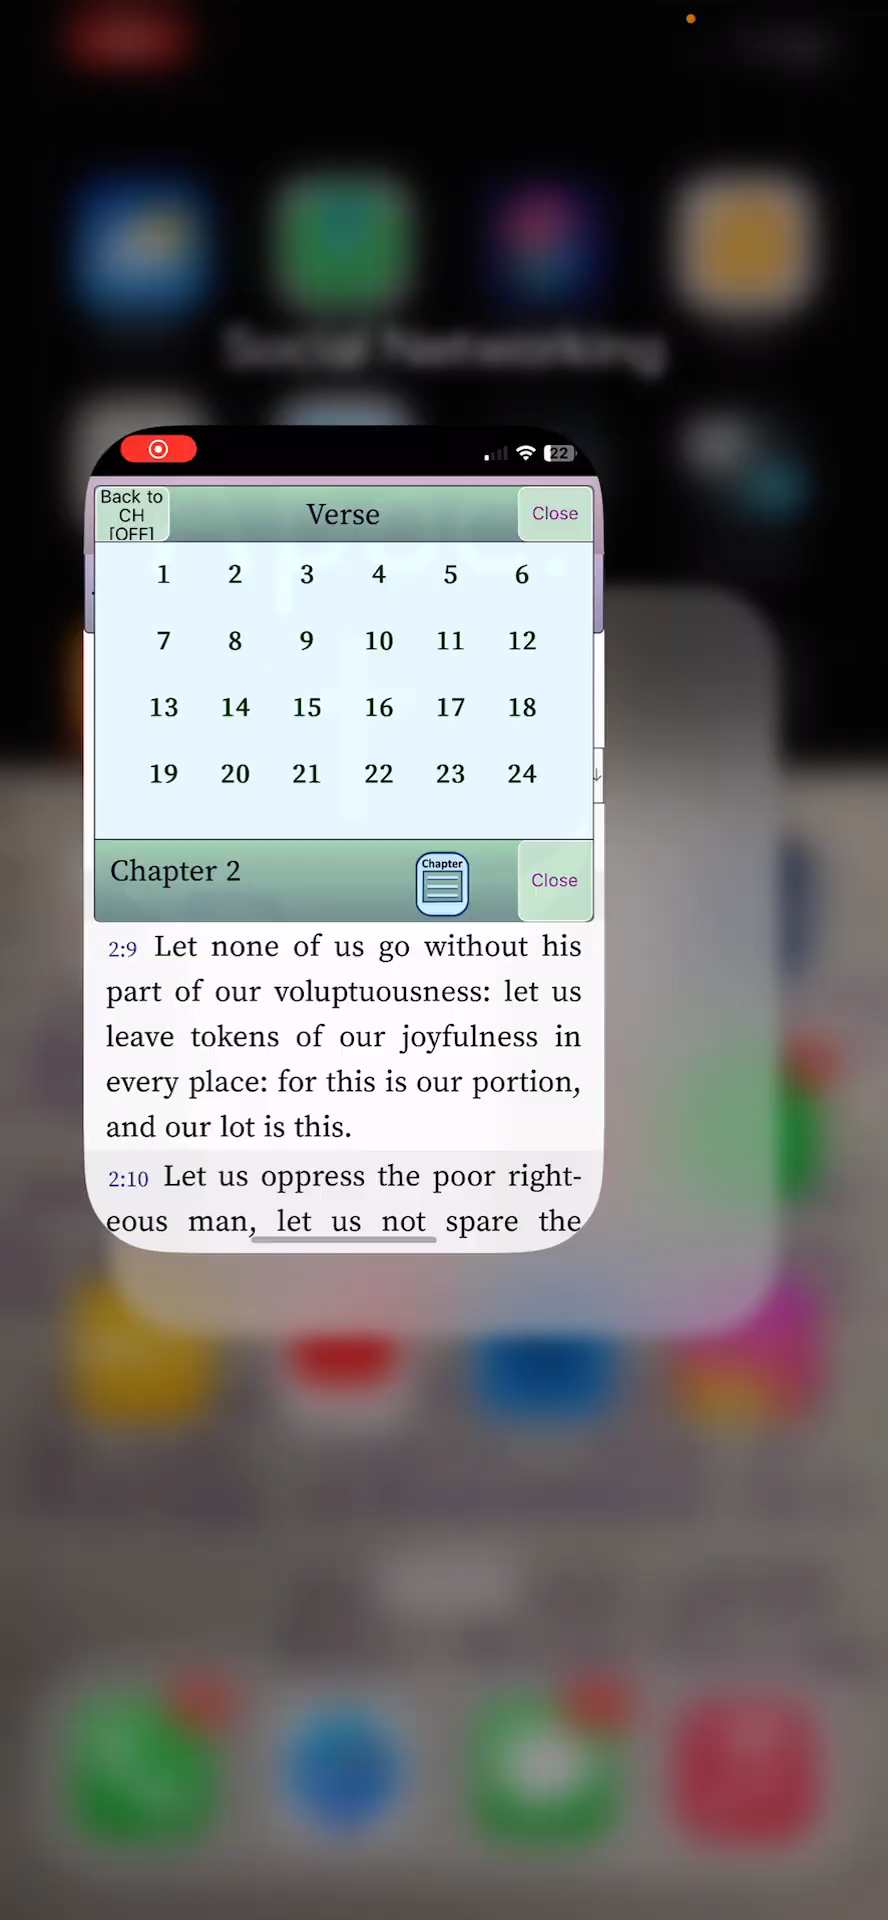 Social Networking
22
Back to
CH
[OFF]
Verse
Close
1 2 3 4 5 6
7 8 9 10 11 12
13 14 15 16 17 18
19 20 21 22 23 24
Chapter 2
Chapter
Close
2:9 Let none of us go without his
part of our voluptuousness: let us
leave tokens of our joyfulness in
every place: for this is our portion,
and our lot is this.
2:10 Let us oppress the poor right-
eous man, let us not spare the